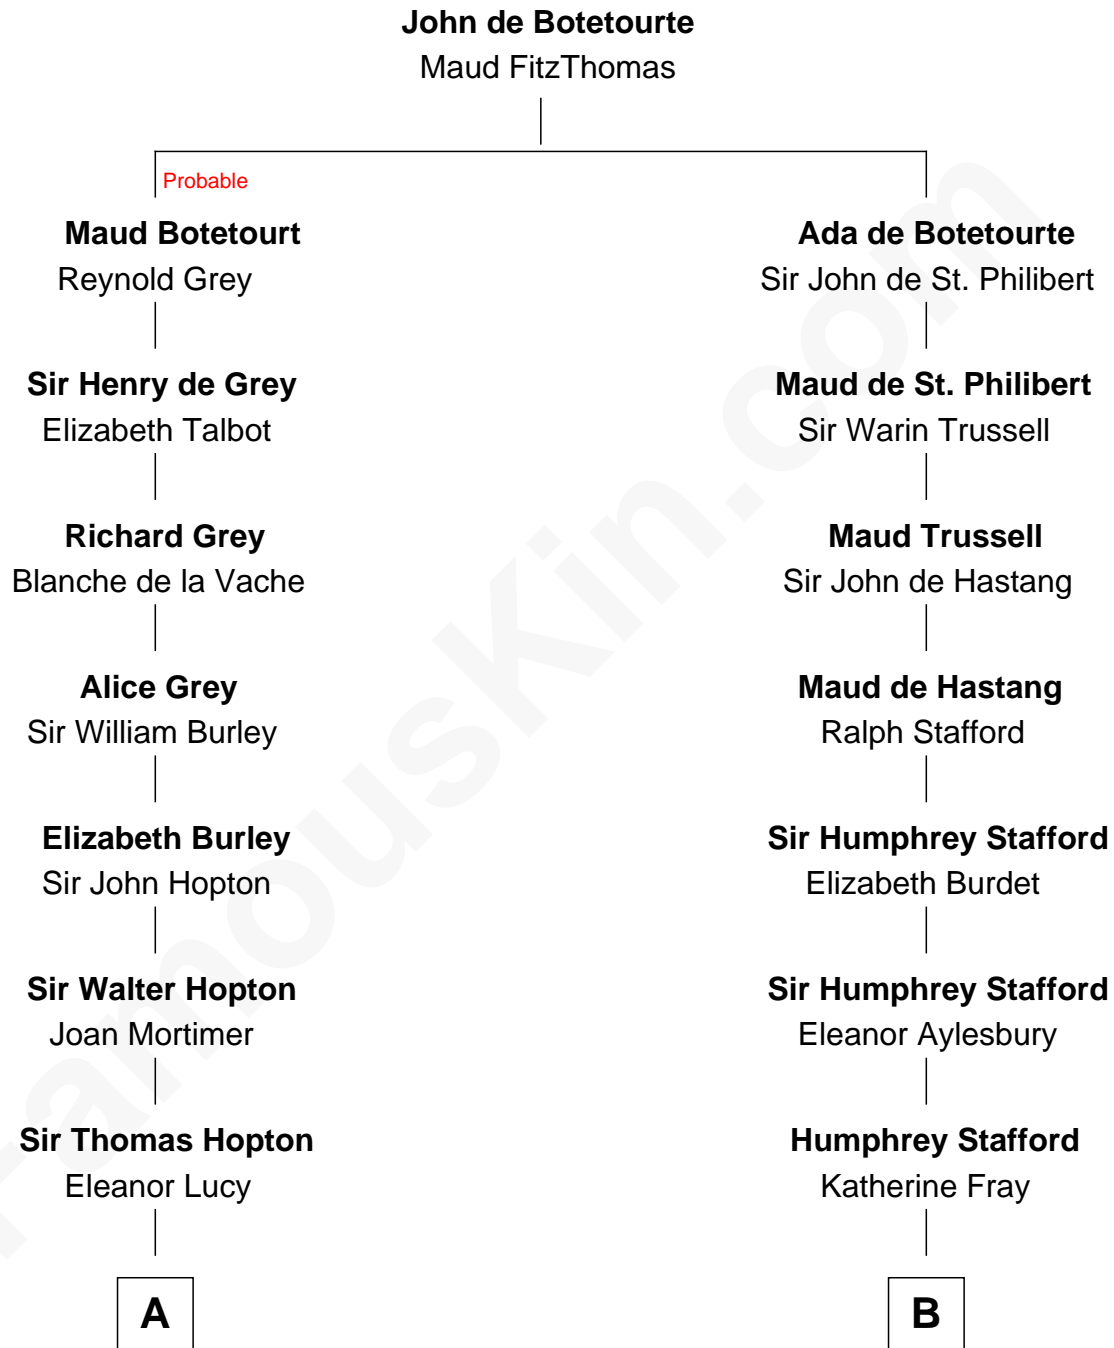 John de Botetourte
Maud FitzThomas
Probable
Maud Botetourt
Reynold Grey
Sir Henry de Grey
Elizabeth Talbot
Richard Grey
Blanche de la Vache
Alice Grey
Sir William Burley
Elizabeth Burley
Sir John Hopton
Sir Walter Hopton
Joan Mortimer
Sir Thomas Hopton
Eleanor Lucy
A
Ada de Botetourte
Sir John de St. Philibert
Maud de St. Philibert
Sir Warin Trussell
Maud Trussell
Sir John de Hastang
Maud de Hastang
Ralph Stafford
Sir Humphrey Stafford
Elizabeth Burdet
Sir Humphrey Stafford
Eleanor Aylesbury
Humphrey Stafford
Katherine Fray
B
FamousKin.com